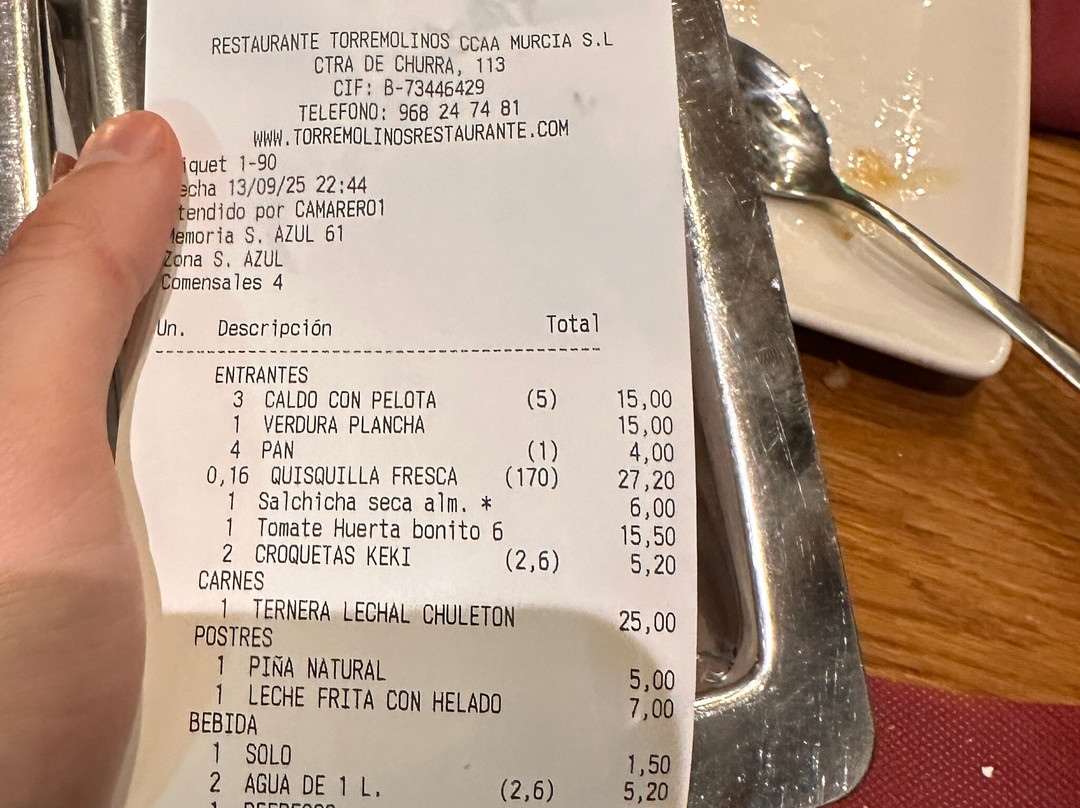 RESTAURANTE TORREMOLINOS CCAA MURCIA S.L
CTRA DE CHURRA, 113
CIF: B-73446429
TELEFONO: 968 24 74 81
WWW.TORREMOLINOSRESTAURANTE.COM
iquet 1-90
echa 13/09/25 22:44
tendido por CAMARERO1
Memoria S. AZUL 61
Zona S. AZUL
Comensales 4
Un. Descripción Total
ENTRANTES
3 CALDO CON PELOTA (5) 15,00
1 VERDURA PLANCHA 15,00
4 PAN (1) 4,00
0,16 QUISQUILLA FRESCA (170) 27,20
1 Salchicha seca alm. * 6,00
1 Tomate Huerta bonito 6 15,50
2 CROQUETAS KEKI (2,6) 5,20
CARNES
1 TERNERA LECHAL CHULETON 25,00
POSTRES
1 PIÑA NATURAL 5,00
1 LECHE FRITA CON HELADO 7,00
BEBIDA
1 SOLO 1,50
2 AGUA DE 1 L. (2,6) 5,20